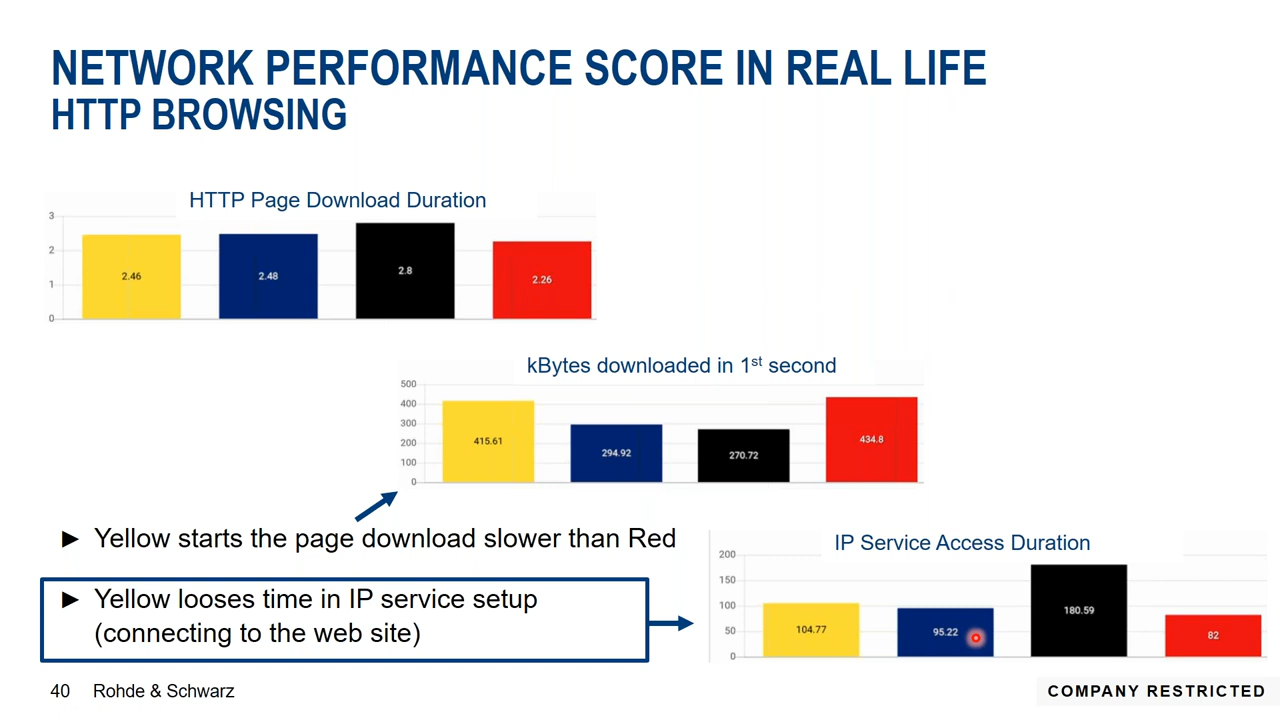 NETWORK PERFORMANCE SCORE IN REAL LIFE
HTTP BROWSING
HTTP Page Download Duration
3
2
1
0
2.46
2.48
2.8
2.26
kBytes downloaded in 1st second
500
400
300
200
100
0
415.61
294.92
270.72
434.8
► Yellow starts the page download slower than Red
► Yellow looses time in IP service setup
(connecting to the web site)
IP Service Access Duration
200
150
100
50
0
104.77
95.22
180.59
82
40 Rohde & Schwarz
COMPANY RESTRICTED